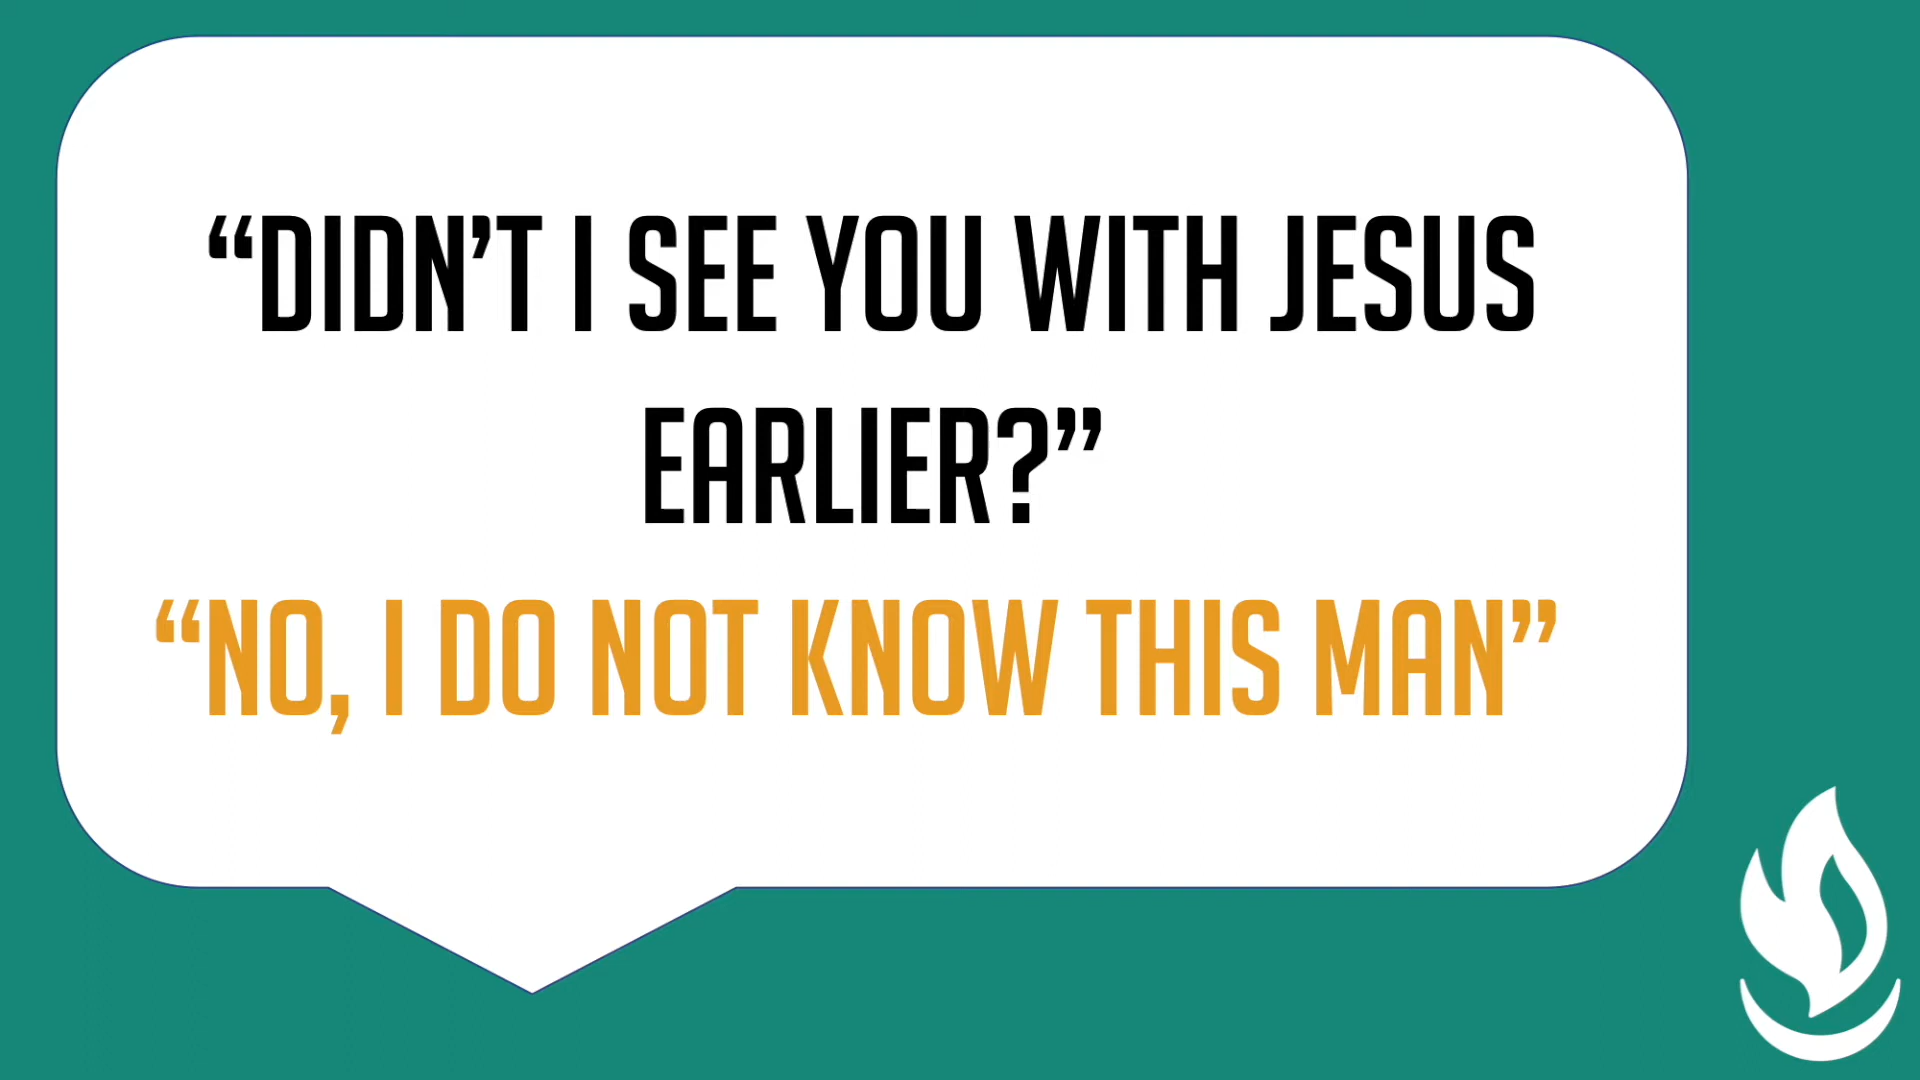 “DIDN’T I SEE YOU WITH JESUS
EARLIER?”
“NO, I DO NOT KNOW THIS MAN”